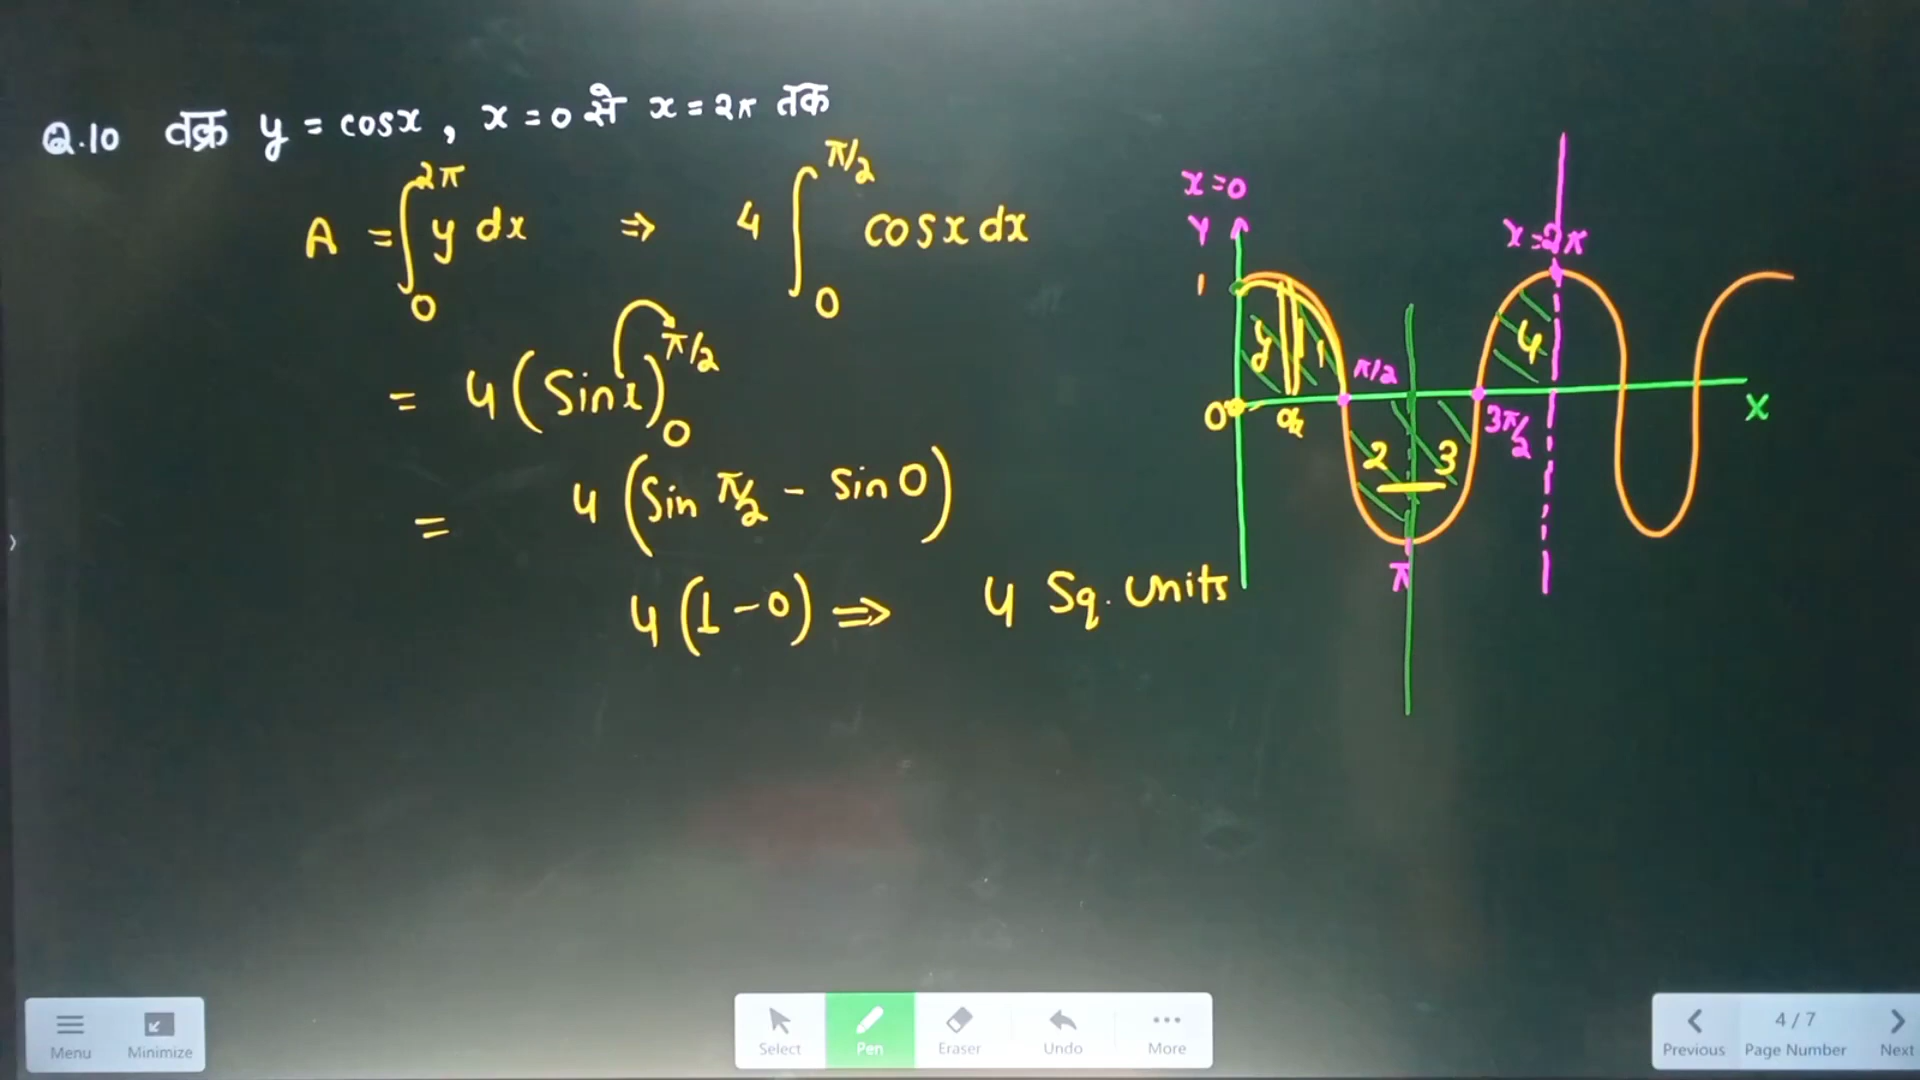 Q.10 वक्र y = cosx , x = 0 से x = 2π तक
A = ∫₀^2π y dx ⇒ 4 ∫₀^π/2 cosx dx
= 4 (Sinx)₀^π/2
= 4 (Sin π/2 - Sin 0)
4 (1-0) ⇒ 4 Sq. Units
x=0
Y
x=2π
1
y
1
4
π/2
0
3π/2
X
2
3
π
Menu
Minimize
Select
Pen
Eraser
Undo
More
Previous
4 / 7
Page Number
Next